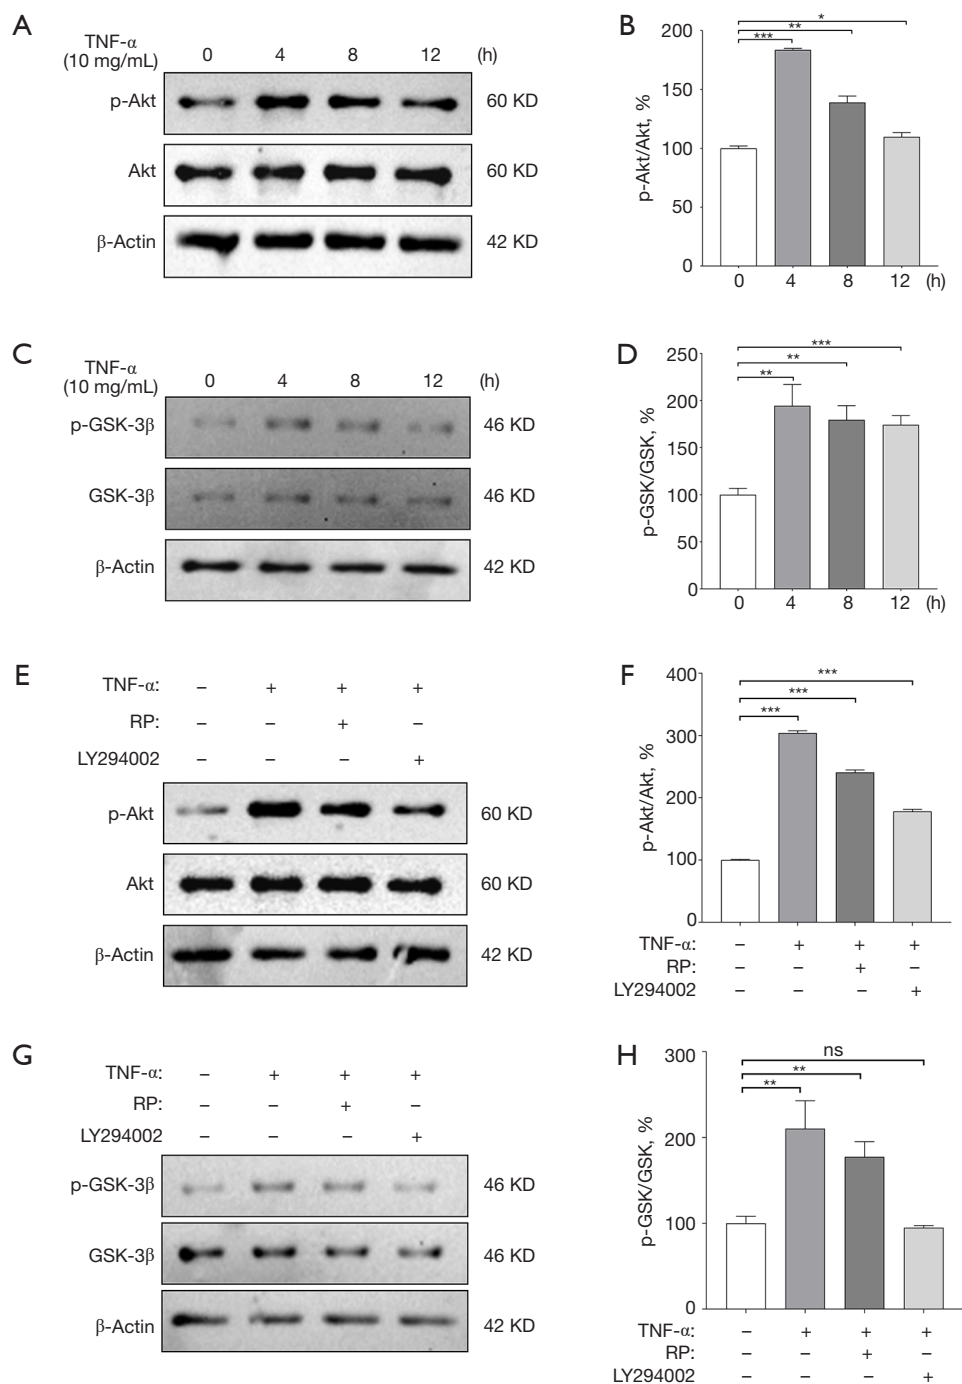 A
TNF-α
(10 mg/mL)
0 4 8 12 (h)
p-Akt 60 KD
Akt 60 KD
β-Actin 42 KD
B
p-Akt/Akt, %
200
150
100
50
0
*
**
***
0 4 8 12 (h)
C
TNF-α
(10 mg/mL)
0 4 8 12 (h)
p-GSK-3β 46 KD
GSK-3β 46 KD
β-Actin 42 KD
D
p-GSK/GSK, %
250
200
150
100
50
0
***
**
**
0 4 8 12 (h)
E
TNF-α: – + + +
RP: – – + –
LY294002 – – – +
p-Akt 60 KD
Akt 60 KD
β-Actin 42 KD
F
p-Akt/Akt, %
400
300
200
100
0
***
***
***
TNF-α: – + + +
RP: – – + –
LY294002 – – – +
G
TNF-α: – + + +
RP: – – + –
LY294002 – – – +
p-GSK-3β 46 KD
GSK-3β 46 KD
β-Actin 42 KD
H
p-GSK/GSK, %
300
200
100
0
ns
**
**
TNF-α: – + + +
RP: – – + –
LY294002 – – – +